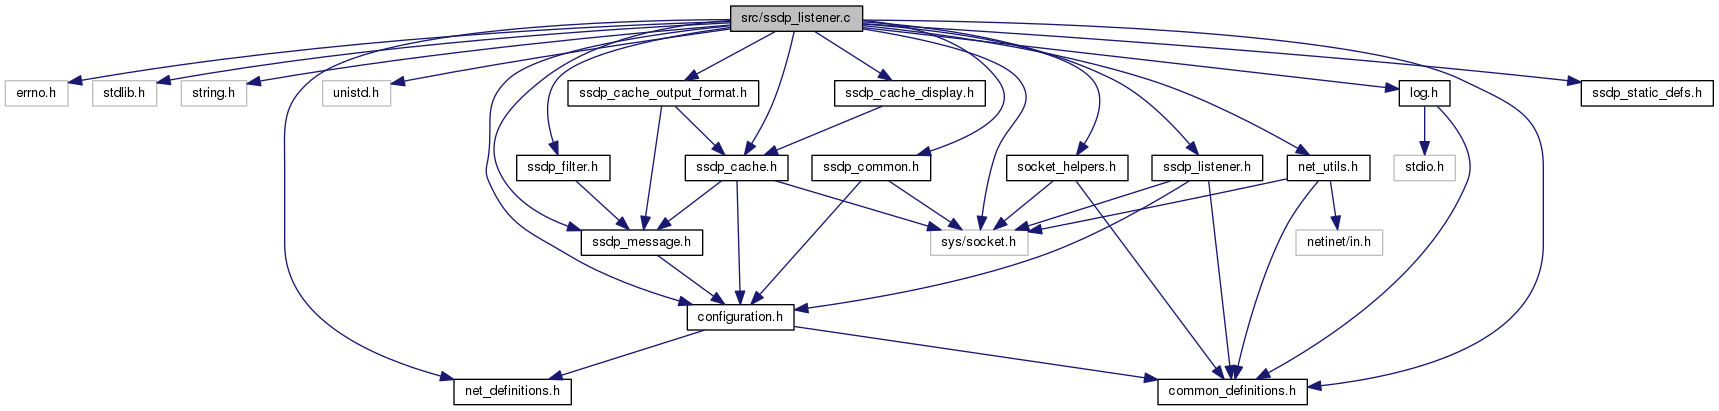 src/ssdp_listener.c
errno.h
stdlib.h
string.h
unistd.h
ssdp_cache_output_format.h
ssdp_cache_display.h
log.h
ssdp_static_defs.h
ssdp_filter.h
ssdp_cache.h
ssdp_common.h
socket_helpers.h
ssdp_listener.h
net_utils.h
stdio.h
ssdp_message.h
sys/socket.h
netinet/in.h
configuration.h
net_definitions.h
common_definitions.h